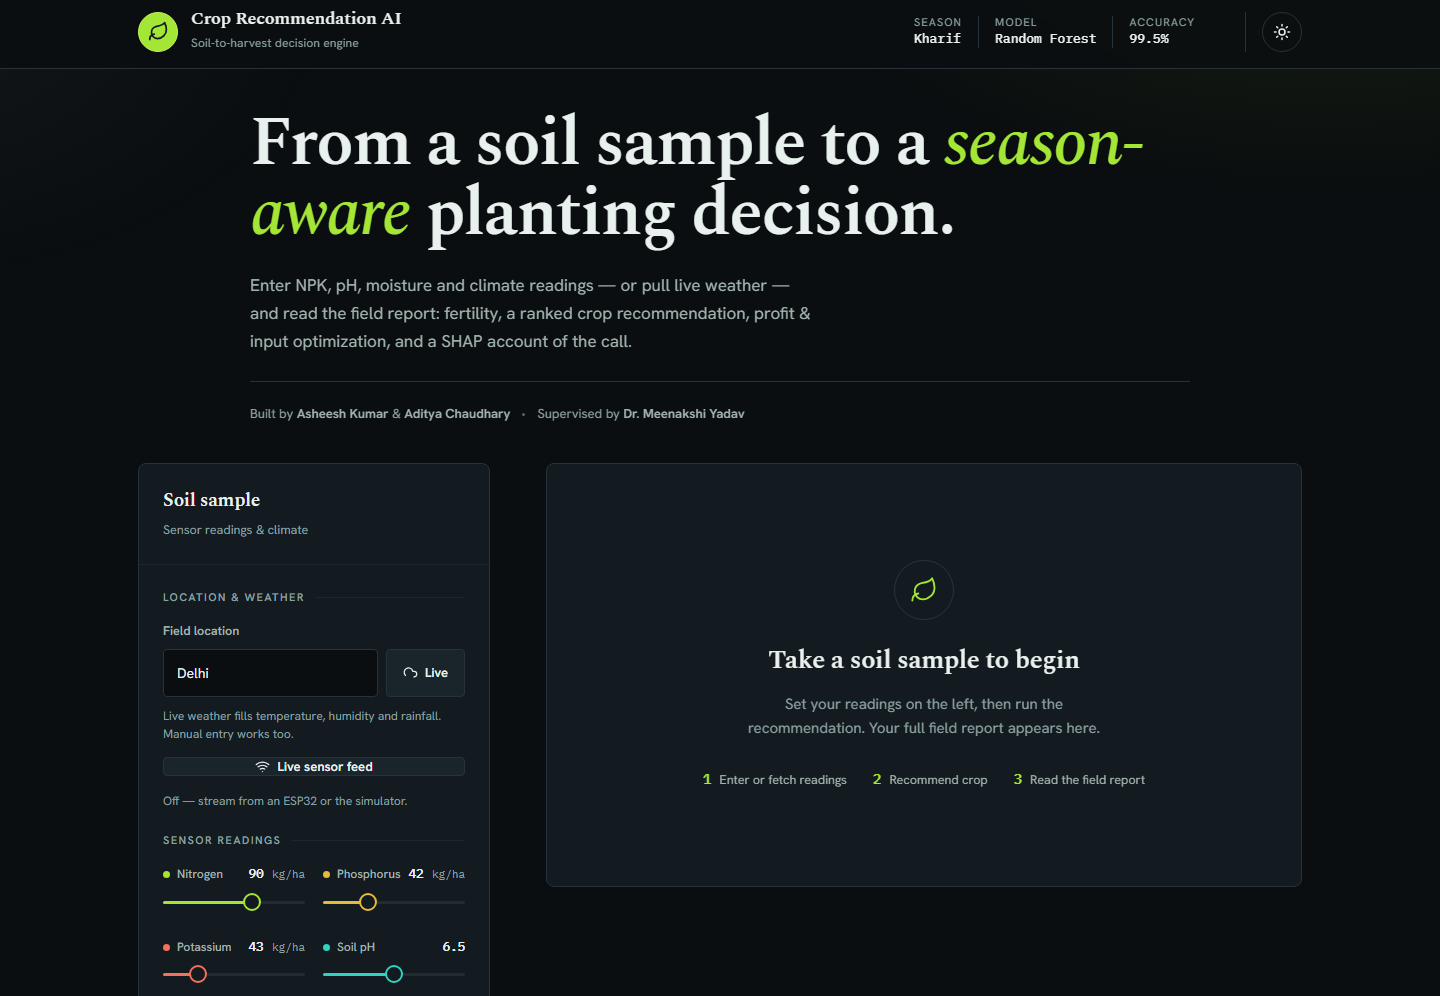 Crop Recommendation AI
Soil-to-harvest decision engine
SEASON
Kharif
MODEL
Random Forest
ACCURACY
99.5%
From a soil sample to a season-
aware planting decision.
Enter NPK, pH, moisture and climate readings — or pull live weather —
and read the field report: fertility, a ranked crop recommendation, profit &
input optimization, and a SHAP account of the call.
Built by Asheesh Kumar & Aditya Chaudhary • Supervised by Dr. Meenakshi Yadav
Soil sample
Sensor readings & climate
LOCATION & WEATHER
Field location
Delhi
Live
Live weather fills temperature, humidity and rainfall.
Manual entry works too.
Live sensor feed
Off — stream from an ESP32 or the simulator.
SENSOR READINGS
Nitrogen 90 kg/ha
Phosphorus 42 kg/ha
Potassium 43 kg/ha
Soil pH 6.5
Take a soil sample to begin
Set your readings on the left, then run the
recommendation. Your full field report appears here.
1 Enter or fetch readings 2 Recommend crop 3 Read the field report